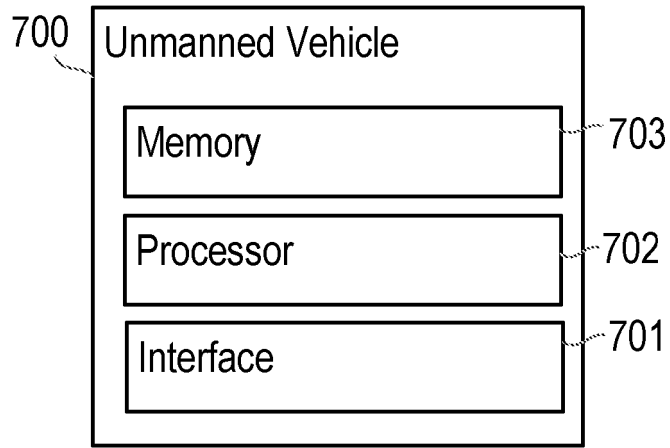 700
Unmanned Vehicle
Memory
703
Processor
702
Interface
701